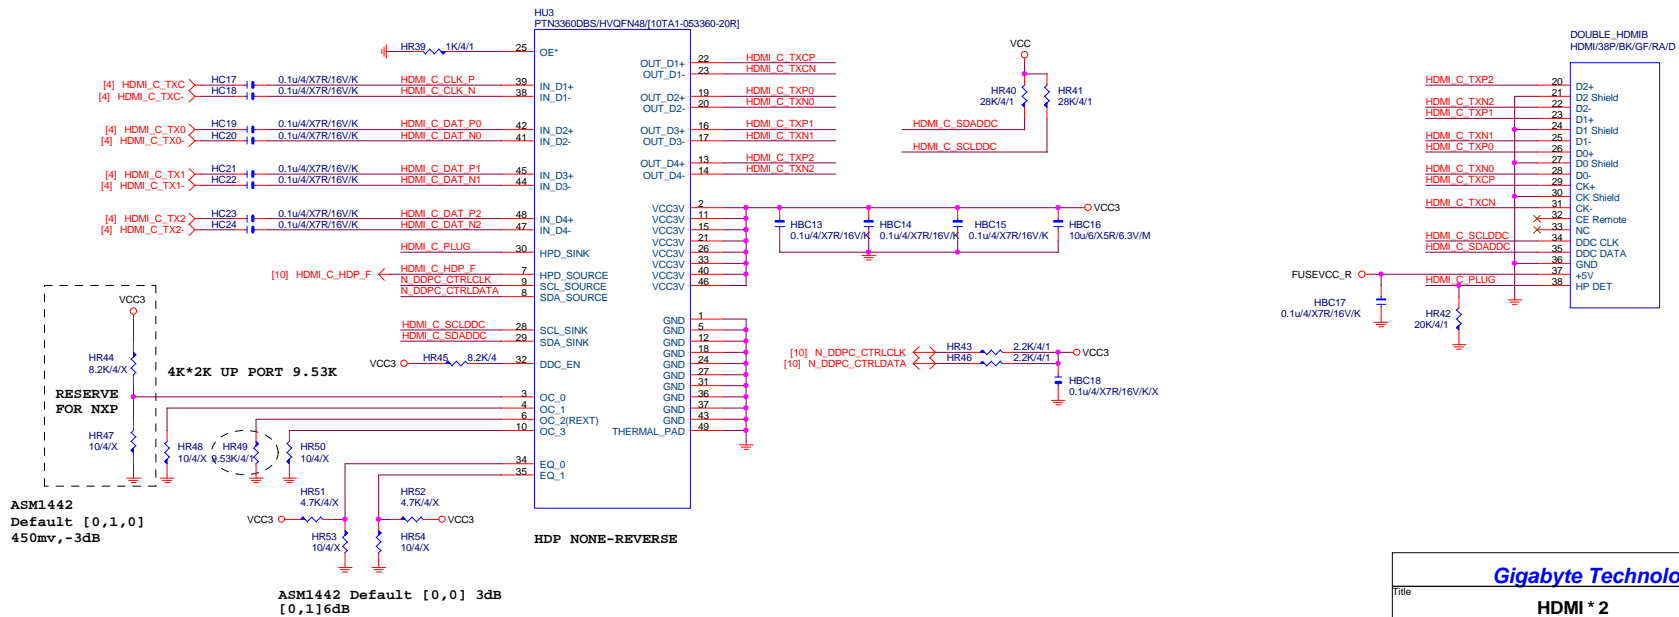 HU3
PTN3360DBS/HVQFN48/[10TA1-053360-20R]
HR39 1K/4/1 25 OE*
[4] HDMI_C_TXC HC17 0.1u/4/X7R/16V/K HDMI_C_CLK_P 39 IN_D1+
[4] HDMI_C_TXC- HC18 0.1u/4/X7R/16V/K HDMI_C_CLK_N 38 IN_D1-
[4] HDMI_C_TX0 HC19 0.1u/4/X7R/16V/K HDMI_C_DAT_P0 42 IN_D2+
[4] HDMI_C_TX0- HC20 0.1u/4/X7R/16V/K HDMI_C_DAT_N0 41 IN_D2-
[4] HDMI_C_TX1 HC21 0.1u/4/X7R/16V/K HDMI_C_DAT_P1 45 IN_D3+
[4] HDMI_C_TX1- HC22 0.1u/4/X7R/16V/K HDMI_C_DAT_N1 44 IN_D3-
[4] HDMI_C_TX2 HC23 0.1u/4/X7R/16V/K HDMI_C_DAT_P2 48 IN_D4+
[4] HDMI_C_TX2- HC24 0.1u/4/X7R/16V/K HDMI_C_DAT_N2 47 IN_D4-
HDMI_C_PLUG 30 HPD_SINK
[10] HDMI_C_HDP_F HDMI_C_HDP_F 7 HPD_SOURCE
N_DDPC_CTRLCLK 9 SCL_SOURCE
N_DDPC_CTRLDATA 8 SDA_SOURCE
HDMI_C_SCLDDC 28 SCL_SINK
HDMI_C_SDADDC 29 SDA_SINK
VCC3 HR45 8.2K/4 32 DDC_EN
3 OC_0
4 OC_1
6 OC_2(REXT)
10 OC_3
34 EQ_0
35 EQ_1
OUT_D1+ 22 HDMI_C_TXCP
OUT_D1- 23 HDMI_C_TXCN
OUT_D2+ 19 HDMI_C_TXP0
OUT_D2- 20 HDMI_C_TXN0
OUT_D3+ 16 HDMI_C_TXP1
OUT_D3- 17 HDMI_C_TXN1
OUT_D4+ 13 HDMI_C_TXP2
OUT_D4- 14 HDMI_C_TXN2
VCC3V 2
VCC3V 11
VCC3V 15
VCC3V 21
VCC3V 26
VCC3V 33
VCC3V 40
VCC3V 46
GND 1
GND 5
GND 12
GND 18
GND 24
GND 27
GND 31
GND 36
GND 37
GND 43
THERMAL_PAD 49
HDP NONE-REVERSE
VCC3
HR44
8.2K/4/X
4K*2K UP PORT 9.53K
RESERVE
FOR NXP
HR47
10/4/X
HR48
10/4/X
HR49
9.53K/4/1
HR50
10/4/X
ASM1442
Default [0,1,0]
450mv,-3dB
HR51
4.7K/4/X
HR52
4.7K/4/X
VCC3
VCC3
HR53
10/4/X
HR54
10/4/X
ASM1442 Default [0,0] 3dB
[0,1]6dB
VCC
HR40
28K/4/1
HR41
28K/4/1
HDMI_C_SDADDC
HDMI_C_SCLDDC
VCC3
HBC13
0.1u/4/X7R/16V/K
HBC14
0.1u/4/X7R/16V/K
HBC15
0.1u/4/X7R/16V/K
HBC16
10u/6/X5R/6.3V/M
[10] N_DDPC_CTRLCLK HR43 2.2K/4/1 VCC3
[10] N_DDPC_CTRLDATA HR46 2.2K/4/1
HBC18
0.1u/4/X7R/16V/K/X
DOUBLE_HDMIB
HDMI/38P/BK/GF/RA/D
HDMI_C_TXP2 20 D2+
21 D2 Shield
HDMI_C_TXN2 22 D2-
HDMI_C_TXP1 23 D1+
24 D1 Shield
HDMI_C_TXN1 25 D1-
HDMI_C_TXP0 26 D0+
27 D0 Shield
HDMI_C_TXN0 28 D0-
HDMI_C_TXCP 29 CK+
30 CK Shield
HDMI_C_TXCN 31 CK-
32 CE Remote
33 NC
HDMI_C_SCLDDC 34 DDC CLK
HDMI_C_SDADDC 35 DDC DATA
36 GND
FUSEVCC_R 37 +5V
HDMI_C_PLUG 38 HP DET
HBC17
0.1u/4/X7R/16V/K
HR42
20K/4/1
Gigabyte Technolo
Title
HDMI * 2